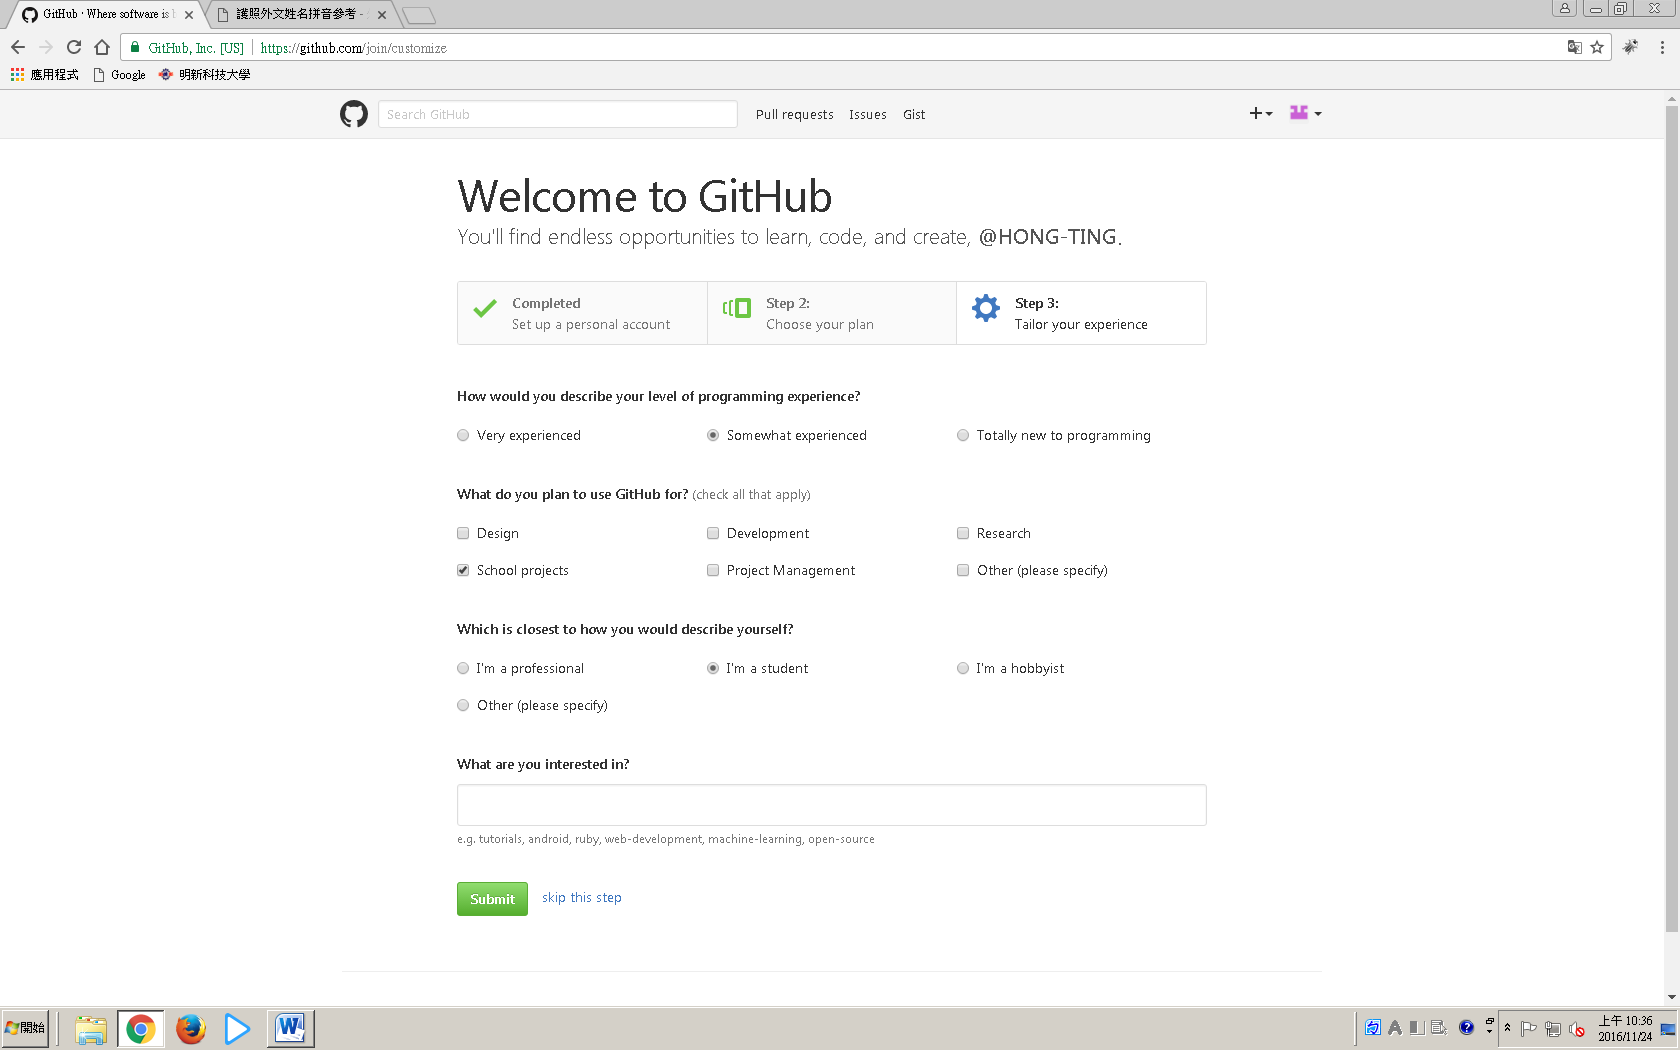 GitHub · Where software is b
護照外文姓名拼音參考 -
GitHub, Inc. [US] https://github.com/join/customize
應用程式 Google 明新科技大學
Search GitHub Pull requests Issues Gist
Welcome to GitHub
You'll find endless opportunities to learn, code, and create, @HONG-TING.
Completed
Set up a personal account
Step 2:
Choose your plan
Step 3:
Tailor your experience
How would you describe your level of programming experience?
Very experienced Somewhat experienced Totally new to programming
What do you plan to use GitHub for? (check all that apply)
Design Development Research
School projects Project Management Other (please specify)
Which is closest to how you would describe yourself?
I'm a professional I'm a student I'm a hobbyist
Other (please specify)
What are you interested in?
e.g. tutorials, android, ruby, web-development, machine-learning, open-source
Submit skip this step
開始
上午 10:36
2016/11/24